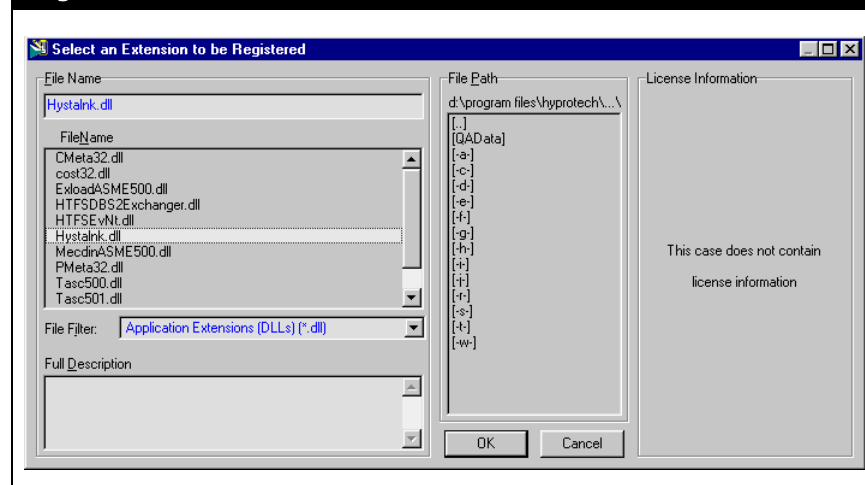 Select an Extension to be Registered
File Name
Hystalnk.dll
FileName
CMeta32.dll
cost32.dll
ExloadASME500.dll
HTFSDBS2Exchanger.dll
HTFSEvNt.dll
Hystalnk.dll
MecdinASME500.dll
PMeta32.dll
Tasc500.dll
Tasc501.dll
File Filter: Application Extensions (DLLs) (*.dll)
Full Description
File Path
d:\program files\hyprotech\...\
[..]
[QAData]
[-a-]
[-c-]
[-d-]
[-e-]
[-f-]
[-g-]
[-h-]
[-i-]
[-j-]
[-r-]
[-s-]
[-t-]
[-w-]
OK
Cancel
License Information
This case does not contain
license information